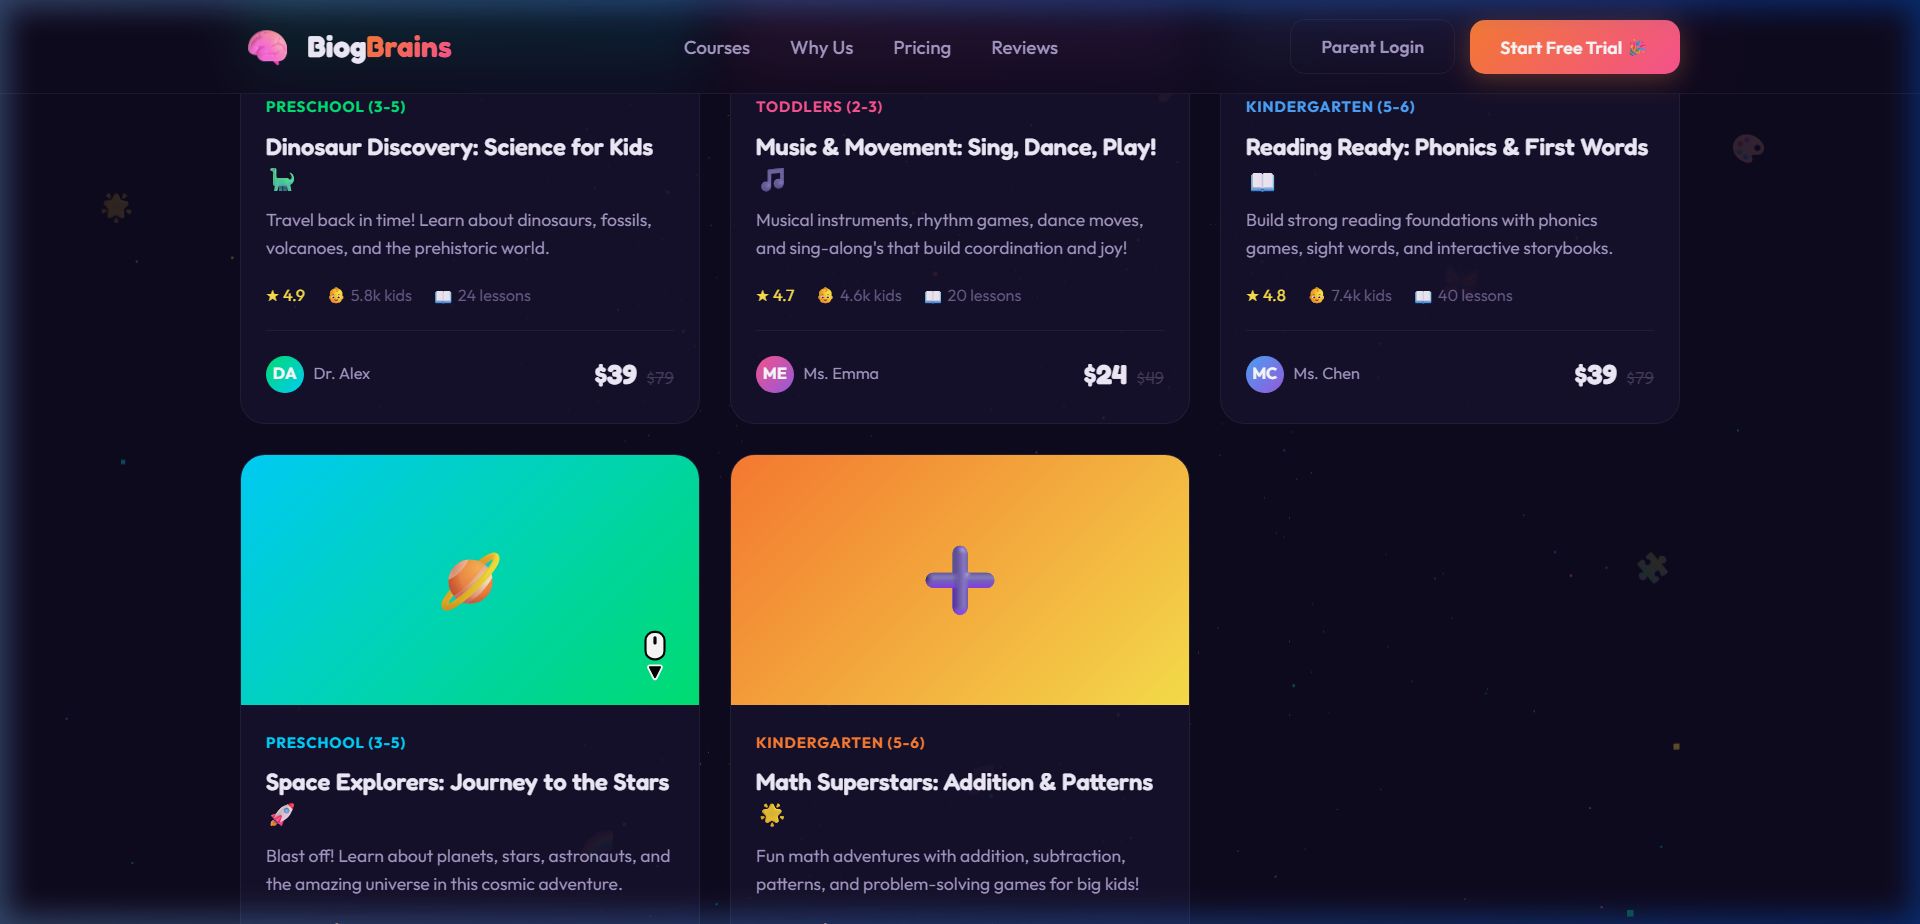 BiogBrains
Courses Why Us Pricing Reviews
Parent Login
Start Free Trial
PRESCHOOL (3-5)
Dinosaur Discovery: Science for Kids
Travel back in time! Learn about dinosaurs, fossils,
volcanoes, and the prehistoric world.
★ 4.9 5.8k kids 24 lessons
DA Dr. Alex $39 $79
TODDLERS (2-3)
Music & Movement: Sing, Dance, Play!
Musical instruments, rhythm games, dance moves,
and sing-along's that build coordination and joy!
★ 4.7 4.6k kids 20 lessons
ME Ms. Emma $24 $49
KINDERGARTEN (5-6)
Reading Ready: Phonics & First Words
Build strong reading foundations with phonics
games, sight words, and interactive storybooks.
★ 4.8 7.4k kids 40 lessons
MC Ms. Chen $39 $79
PRESCHOOL (3-5)
Space Explorers: Journey to the Stars
Blast off! Learn about planets, stars, astronauts, and
the amazing universe in this cosmic adventure.
KINDERGARTEN (5-6)
Math Superstars: Addition & Patterns
Fun math adventures with addition, subtraction,
patterns, and problem-solving games for big kids!